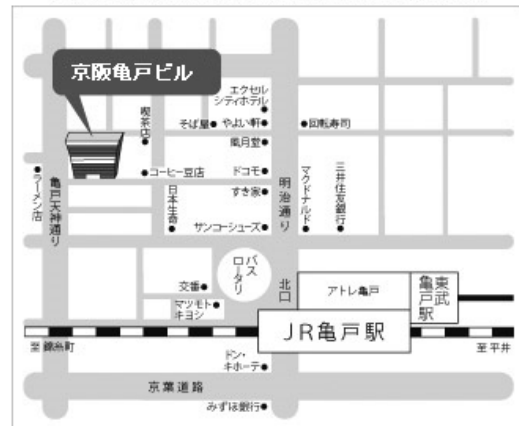 京阪亀戸ビル
エクセル
シティホテル
喫茶店
そば屋
やよい軒
回転寿司
風月堂
ラーメン店
亀戸天神通り
コーヒー豆店
ドコモ
日本生命
すき家
明治通り
マクドナルド
三井住友銀行
サンコーシューズ
バス
ロータリー
北口
交番
マツモト
キヨシ
アトレ亀戸
東武
亀戸駅
JR亀戸駅
至 錦糸町
至 平井
ドン・
キホーテ
京葉道路
みずほ銀行